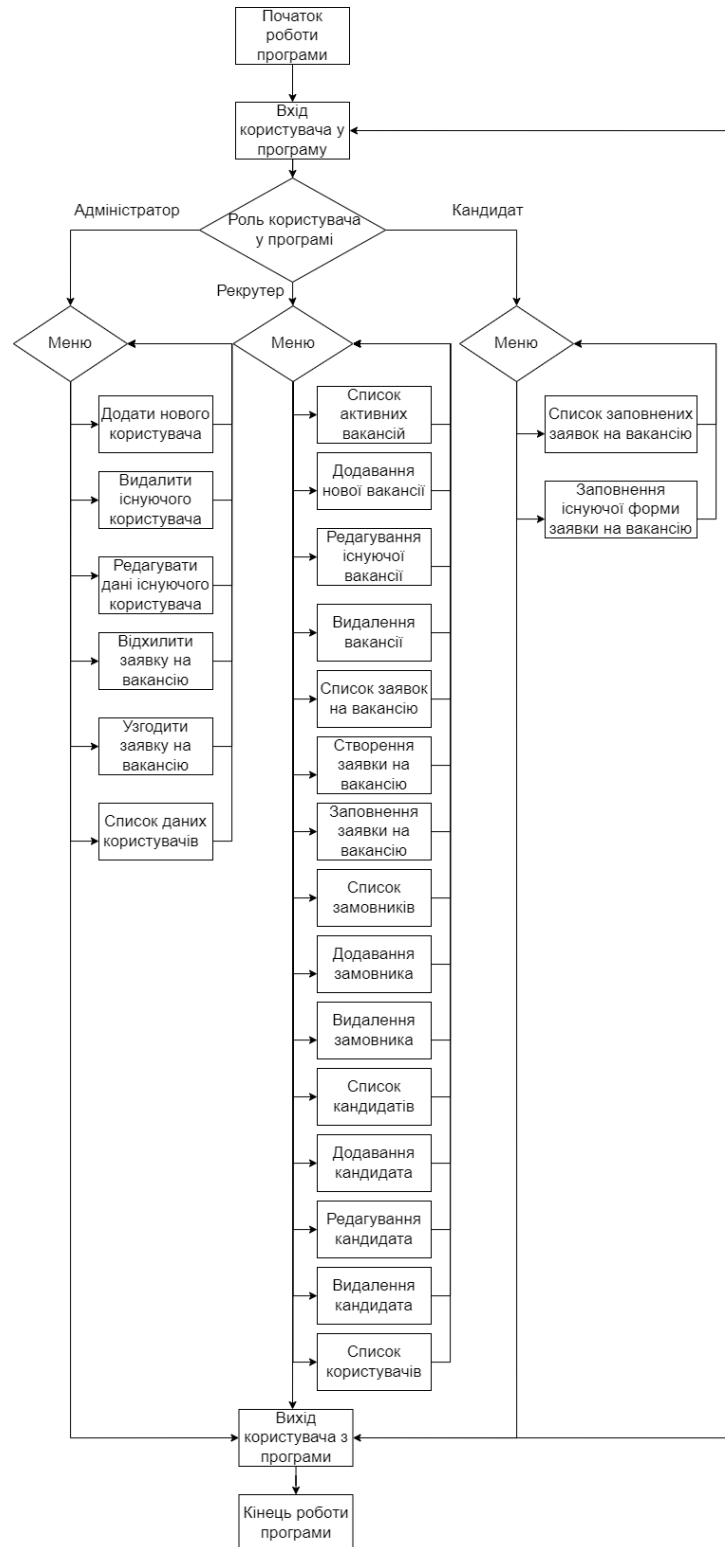 Початок
роботи
програми
Вхід
користувача у
програму
Адміністратор
Роль користувача
у програмі
Кандидат
Рекрутер
Меню
Меню
Меню
Додати нового
користувача
Видалити
існуючого
користувача
Редагувати
дані існуючого
користувача
Відхилити
заявку на
вакансію
Узгодити
заявку на
вакансію
Список даних
користувачів
Список
активних
вакансій
Додавання
нової вакансії
Редагування
існуючої
вакансії
Видалення
вакансії
Список заявок
на вакансію
Створення
заявки на
вакансію
Заповнення
заявки на
вакансію
Список
замовників
Додавання
замовника
Видалення
замовника
Список
кандидатів
Додавання
кандидата
Редагування
кандидата
Видалення
кандидата
Список
користувачів
Список заповнених
заявок на вакансію
Заповнення
існуючої форми
заявки на вакансію
Вихід
користувача з
програми
Кінець роботи
програми